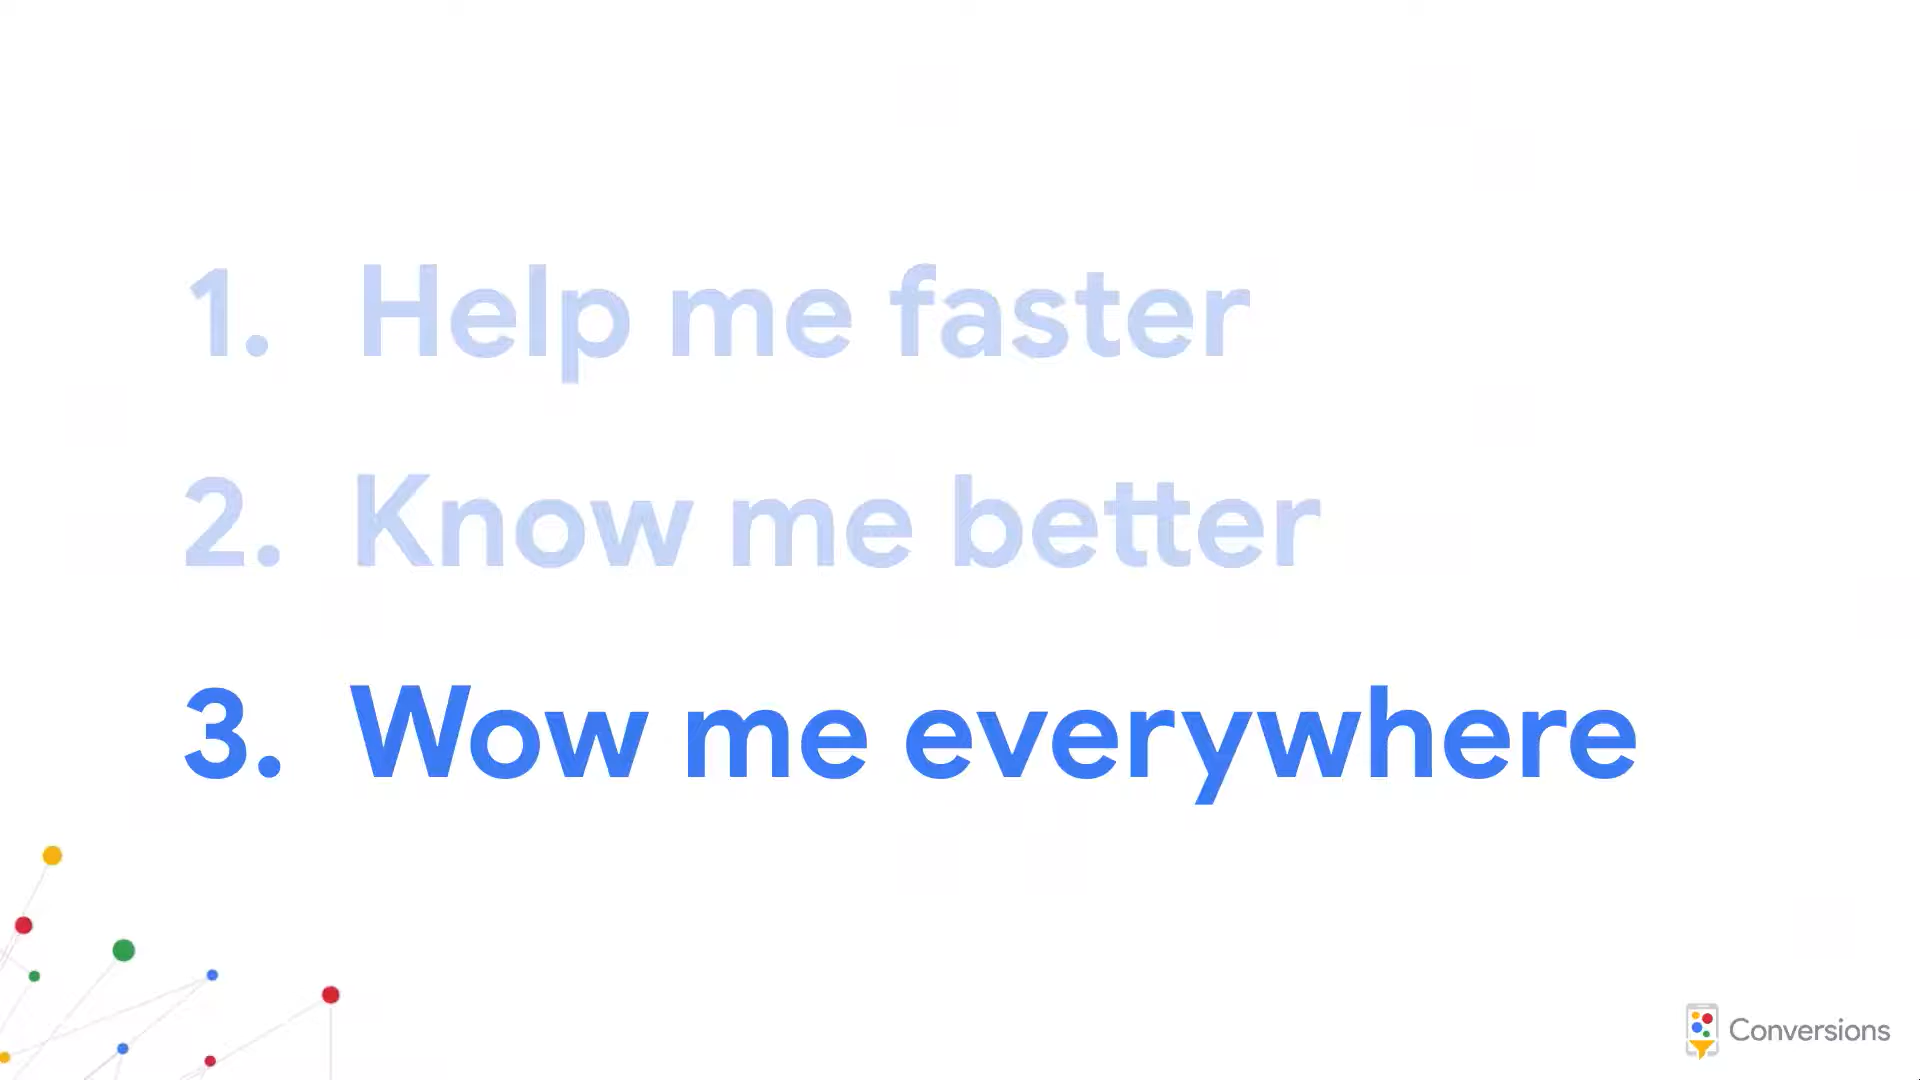 1. Help me faster
2. Know me better
3. Wow me everywhere
Conversions